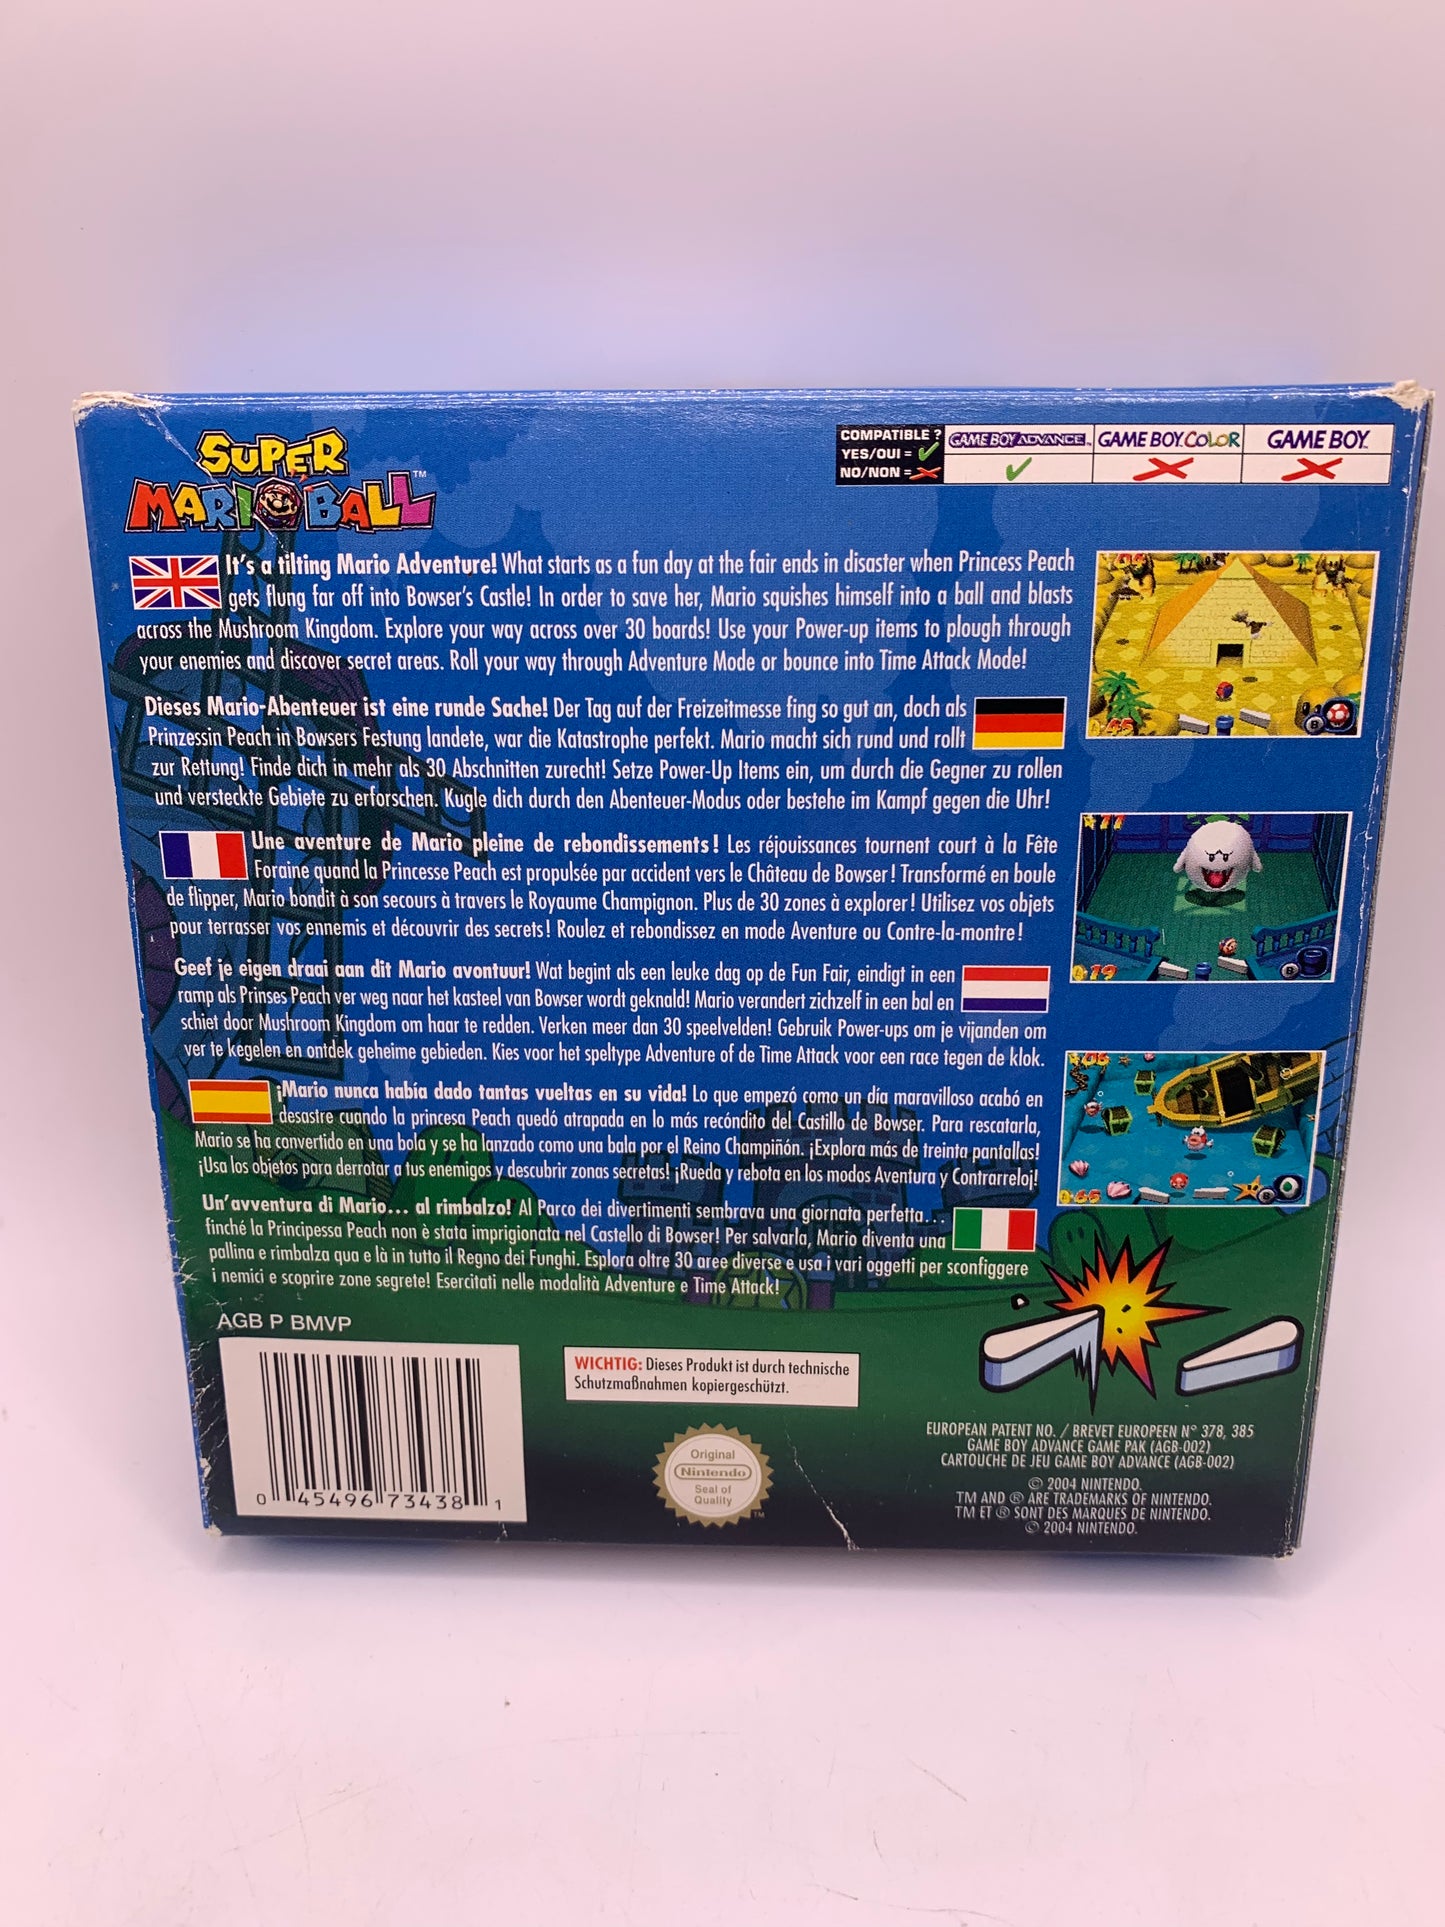 SUPER
MARIO BALL™
COMPATIBLE ?
YES/OUI =
NO/NON =
GAME BOY ADVANCE™
GAME BOY COLOR
GAME BOY™
It's a tilting Mario Adventure! What starts as a fun day at the fair ends in disaster when Princess Peach
gets flung far off into Bowser's Castle! In order to save her, Mario squishes himself into a ball and blasts
across the Mushroom Kingdom. Explore your way across over 30 boards! Use your Power-up items to plough through
your enemies and discover secret areas. Roll your way through Adventure Mode or bounce into Time Attack Mode!
Dieses Mario-Abenteuer ist eine runde Sache! Der Tag auf der Freizeitmesse fing so gut an, doch als
Prinzessin Peach in Bowsers Festung landete, war die Katastrophe perfekt. Mario macht sich rund und rollt
zur Rettung! Finde dich in mehr als 30 Abschnitten zurecht! Setze Power-Up Items ein, um durch die Gegner zu rollen
und versteckte Gebiete zu erforschen. Kugle dich durch den Abenteuer-Modus oder bestehe im Kampf gegen die Uhr!
Une aventure de Mario pleine de rebondissements! Les réjouissances tournent court à la Fête
Foraine quand la Princesse Peach est propulsée par accident vers le Château de Bowser! Transformé en boule
de flipper, Mario bondit à son secours à travers le Royaume Champignon. Plus de 30 zones à explorer! Utilisez vos objets
pour terrasser vos ennemis et découvrir des secrets! Roulez et rebondissez en mode Aventure ou Contre-la-montre!
Geef je eigen draai aan dit Mario avontuur! Wat begint als een leuke dag op de Fun Fair, eindigt in een
ramp als Prinses Peach ver weg naar het kasteel van Bowser wordt geknald! Mario verandert zichzelf in een bal en
schiet door Mushroom Kingdom om haar te redden. Verken meer dan 30 speelvelden! Gebruik Power-ups om je vijanden om
ver te kegelen en ontdek geheime gebieden. Kies voor het speltype Adventure of de Time Attack voor een race tegen de klok.
¡Mario nunca había dado tantas vueltas en su vida! Lo que empezó como un día maravilloso acabó en
desastre cuando la princesa Peach quedó atrapada en lo más recóndito del Castillo de Bowser. Para rescatarla,
Mario se ha convertido en una bola y se ha lanzado como una bala por el Reino Champiñón. ¡Explora más de treinta pantallas!
¡Usa los objetos para derrotar a tus enemigos y descubrir zonas secretas! ¡Rueda y rebota en los modos Aventura y Contrarreloj!
Un'avventura di Mario... al rimbalzo! Al Parco dei divertimenti sembrava una giornata perfetta...
finché la Principessa Peach non è stata imprigionata nel Castello di Bowser! Per salvarla, Mario diventa una
pallina e rimbalza qua e là in tutto il Regno dei Funghi. Esplora oltre 30 aree diverse e usa i vari oggetti per sconfiggere
i nemici e scoprire zone segrete! Esercitati nelle modalità Adventure e Time Attack!
45
B
19
B
66
B
AGB P BMVP
0 45496 73438 1
WICHTIG: Dieses Produkt ist durch technische
Schutzmaßnahmen kopiergeschützt.
Original
Nintendo
Seal of
Quality
TM
EUROPEAN PATENT NO. / BREVET EUROPEEN N° 378, 385
GAME BOY ADVANCE GAME PAK (AGB-002)
CARTOUCHE DE JEU GAME BOY ADVANCE (AGB-002)
© 2004 NINTENDO.
TM AND ® ARE TRADEMARKS OF NINTENDO.
TM ET ® SONT DES MARQUES DE NINTENDO.
© 2004 NINTENDO.